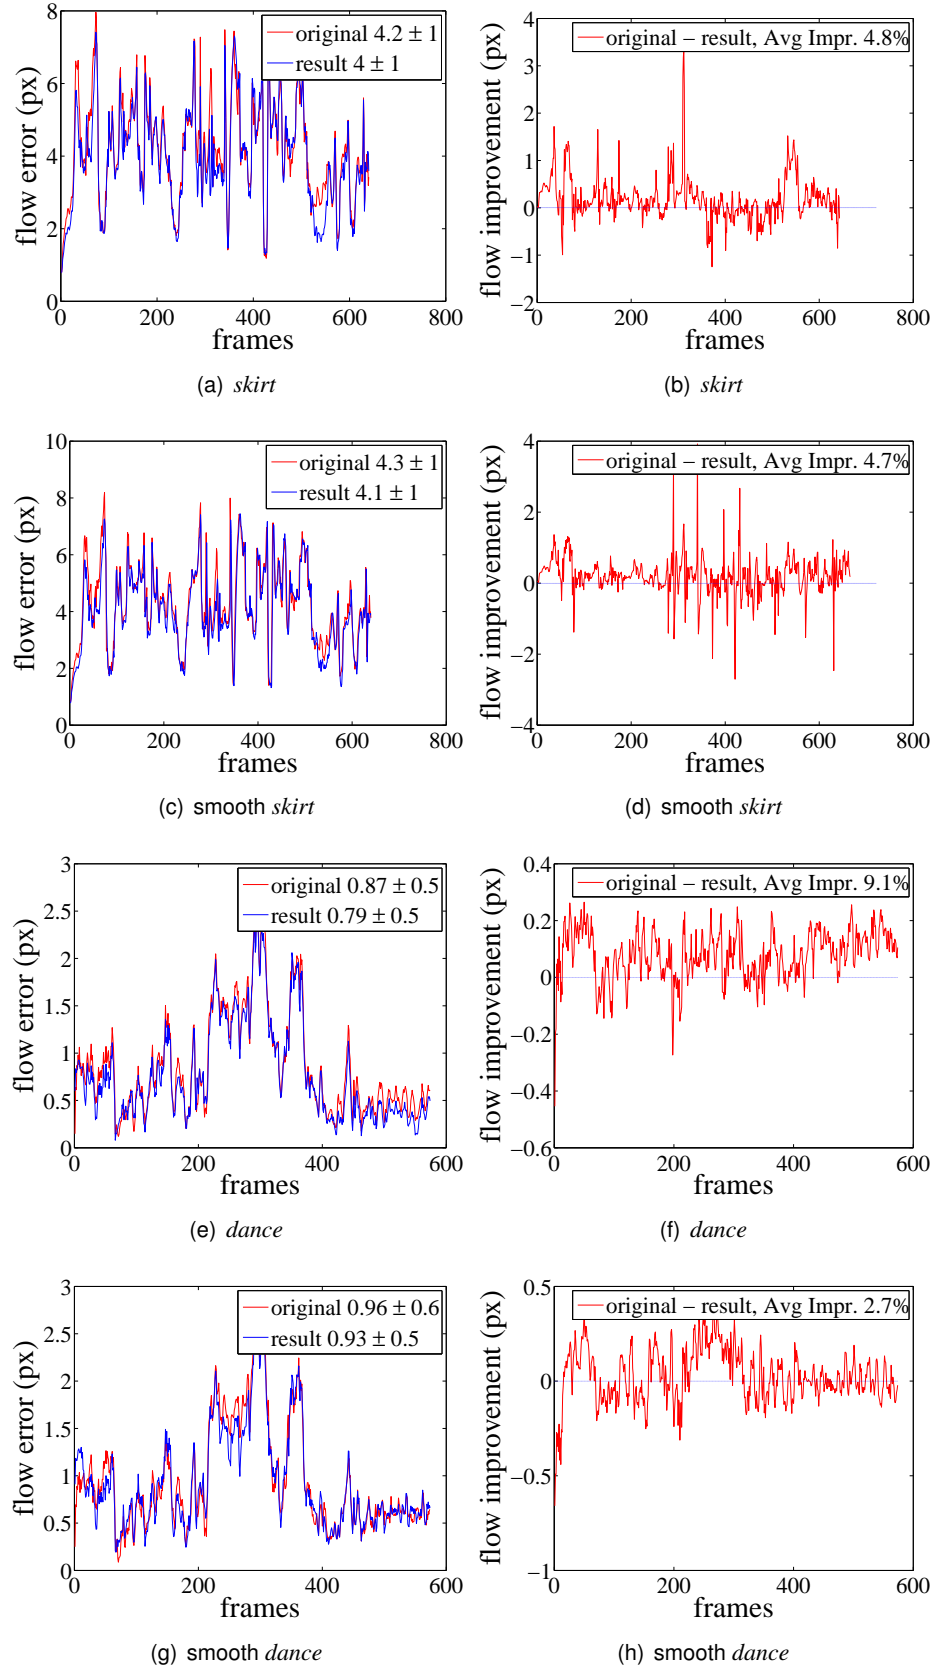 8
6
4
2
0
0
200
400
600
800
flow error (px)
frames
original 4.2 ± 1
result 4 ± 1
(a) skirt
4
3
2
1
0
−1
−2
0
200
400
600
800
flow improvement (px)
frames
original − result, Avg Impr. 4.8%
(b) skirt
10
8
6
4
2
0
0
200
400
600
800
flow error (px)
frames
original 4.3 ± 1
result 4.1 ± 1
(c) smooth skirt
4
2
0
−2
−4
0
200
400
600
800
flow improvement (px)
frames
original − result, Avg Impr. 4.7%
(d) smooth skirt
3
2.5
2
1.5
1
0.5
0
0
200
400
600
flow error (px)
frames
original 0.87 ± 0.5
result 0.79 ± 0.5
(e) dance
0.4
0.2
0
−0.2
−0.4
−0.6
0
200
400
600
flow improvement (px)
frames
original − result, Avg Impr. 9.1%
(f) dance
3
2.5
2
1.5
1
0.5
0
0
200
400
600
flow error (px)
frames
original 0.96 ± 0.6
result 0.93 ± 0.5
(g) smooth dance
0.5
0
−0.5
−1
0
200
400
600
flow improvement (px)
frames
original − result, Avg Impr. 2.7%
(h) smooth dance